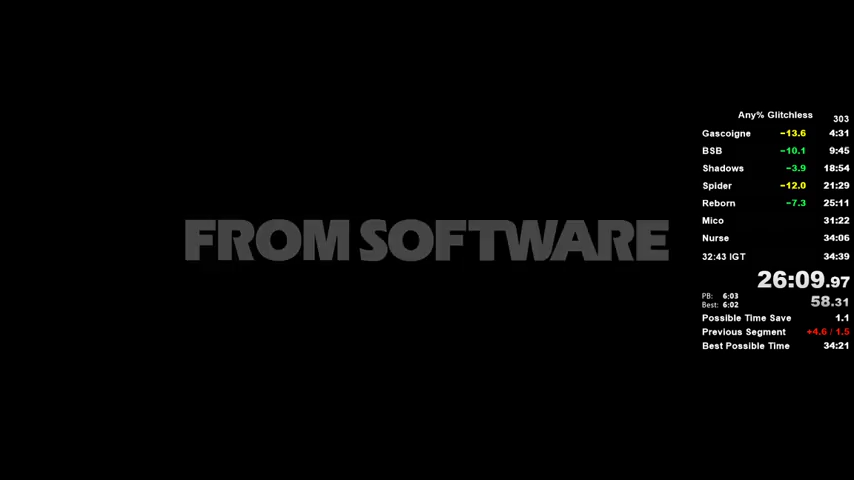 FROM SOFTWARE
Any% Glitchless 303
Gascoigne -13.6 4:31
BSB -10.1 9:45
Shadows -3.9 18:54
Spider -12.0 21:29
Reborn -7.3 25:11
Mico 31:22
Nurse 34:06
32:43 IGT 34:39
26:09.97
PB: 6:03 58.31
Best: 6:02
Possible Time Save 1.1
Previous Segment +4.6 / 1.5
Best Possible Time 34:21